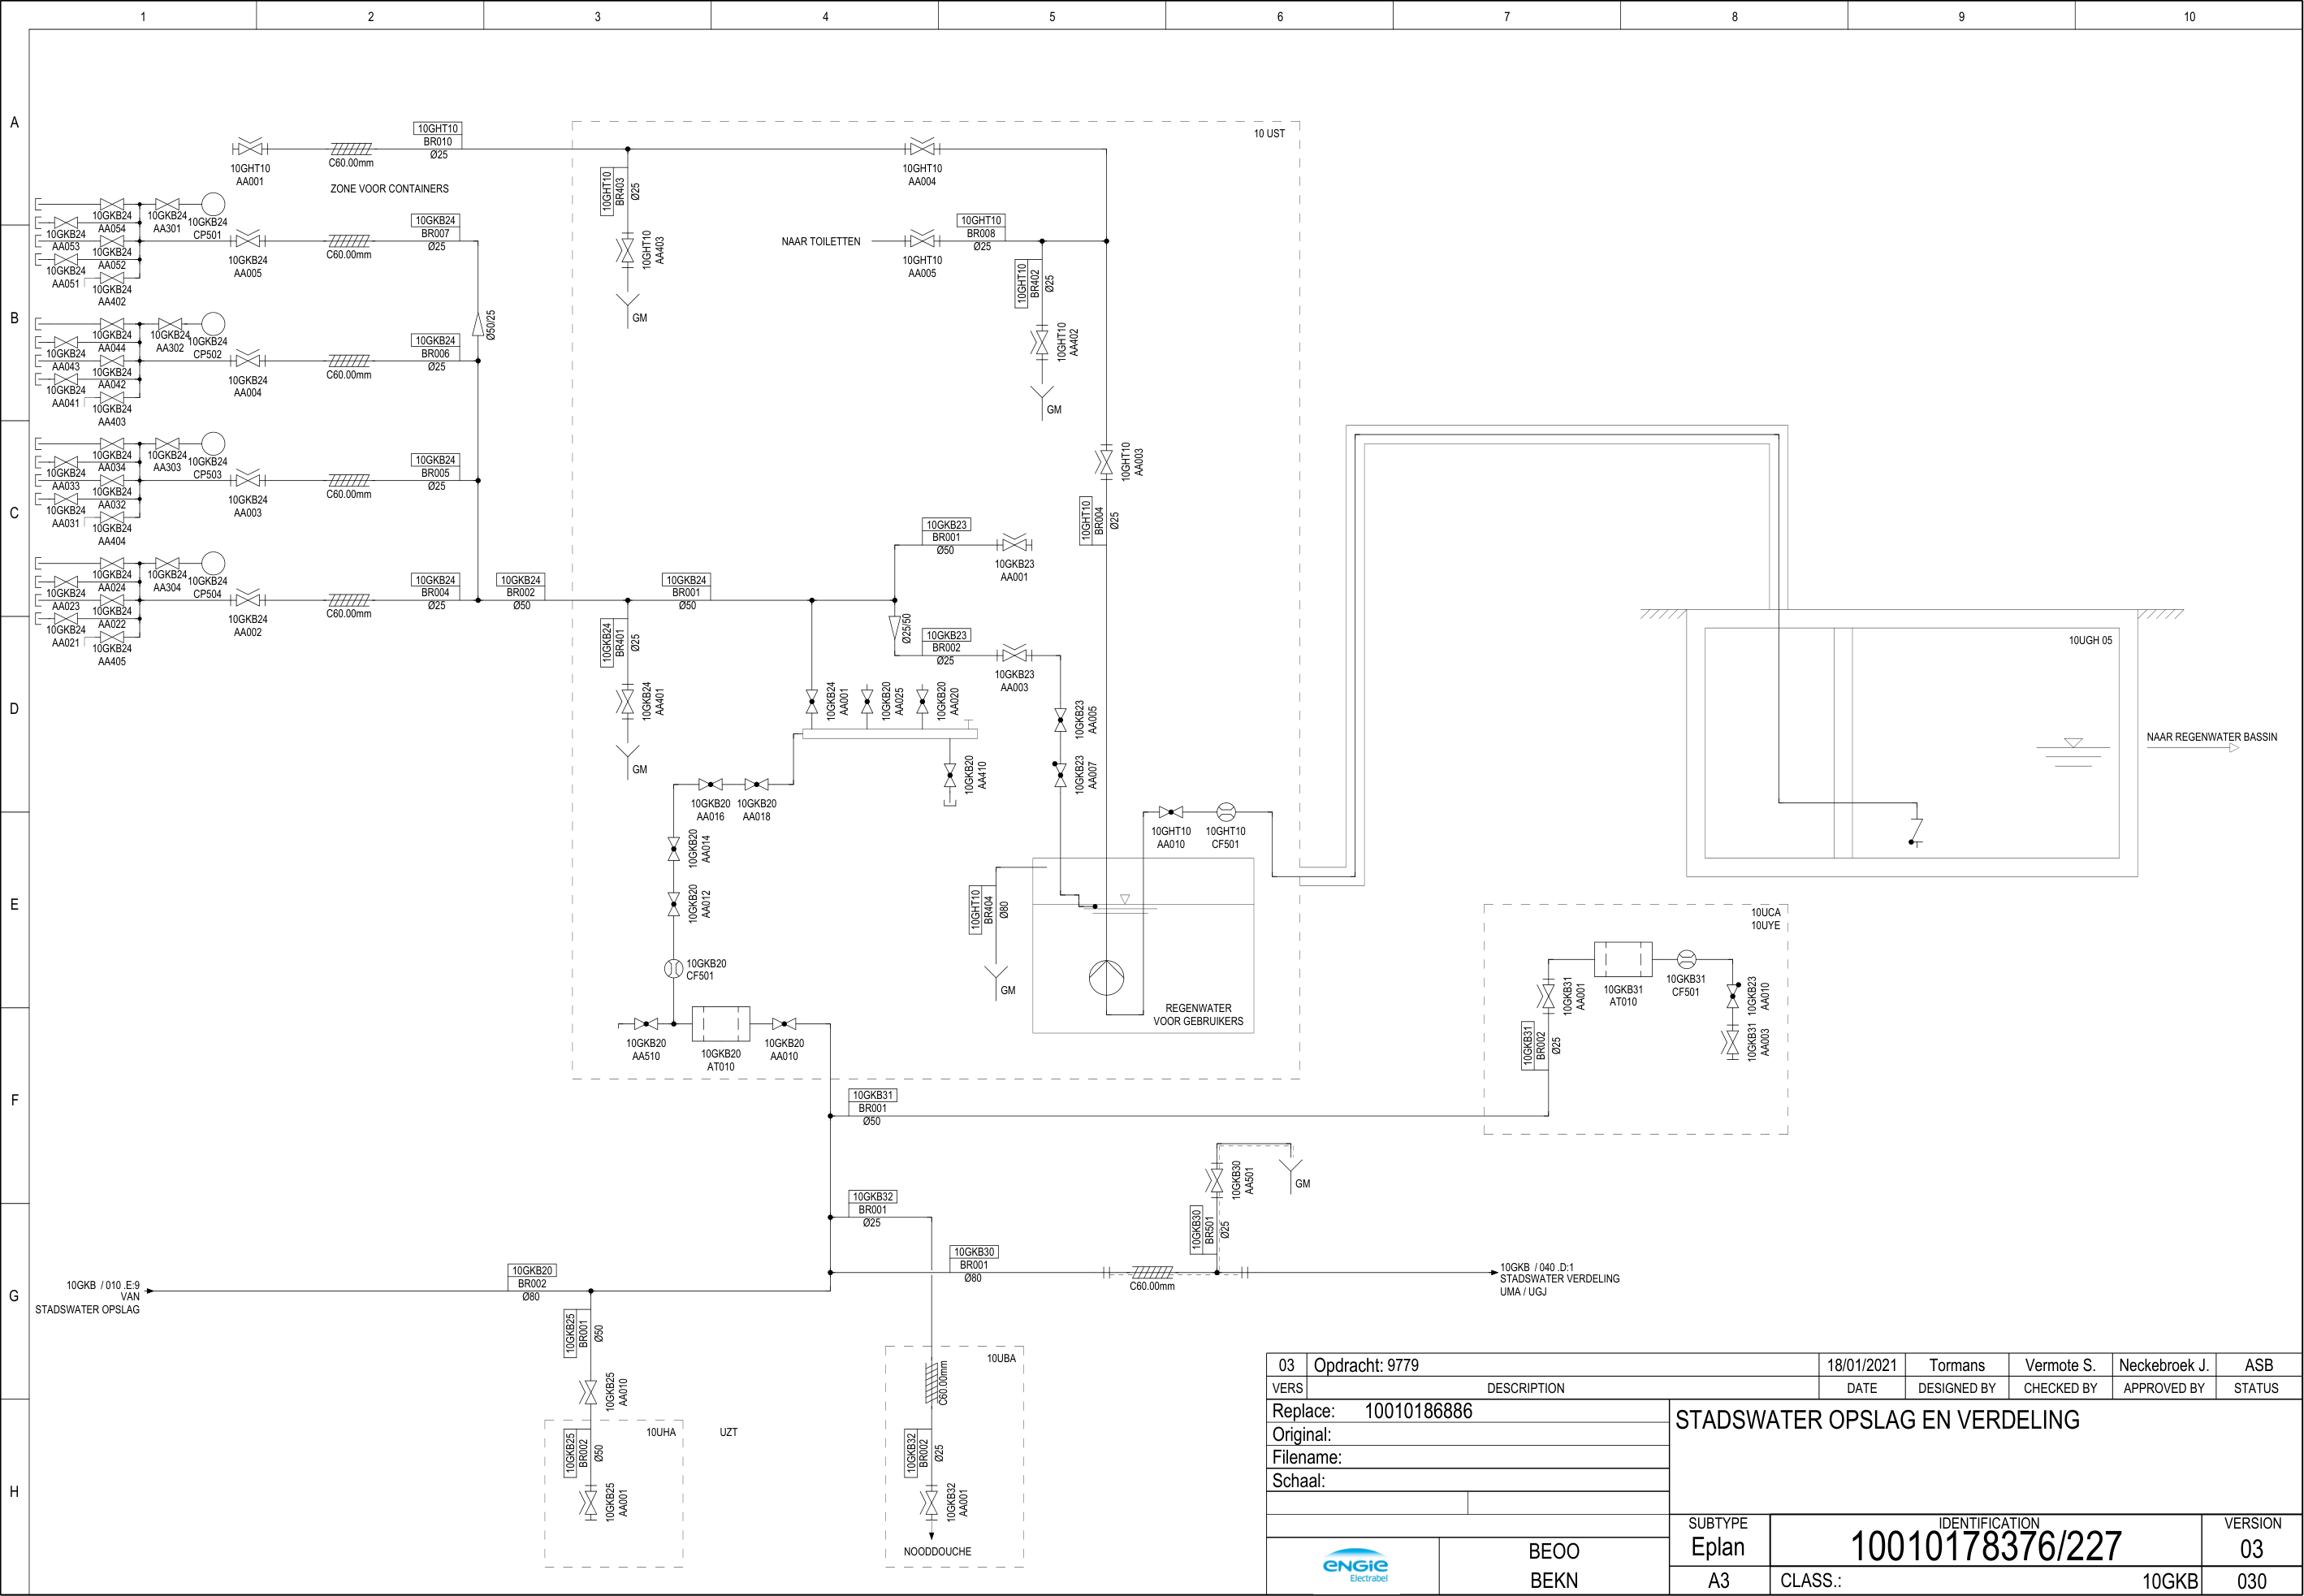 1 2 3 4 5 6 7 8 9 10
A
B
C
D
E
F
G
H
10 UST
10GHT10
BR010
Ø25
C60.00mm
10GHT10
AA001
ZONE VOOR CONTAINERS
10GHT10
BR403
Ø25
10GHT10
AA403
GM
10GHT10
AA004
NAAR TOILETTEN
10GHT10
AA005
10GHT10
BR008
Ø25
10GHT10
BR402
Ø25
10GHT10
AA402
GM
10GHT10
AA003
10GHT10
BR004
Ø25
10GKB24
AA054
10GKB24
AA301
10GKB24
CP501
10GKB24
AA053
10GKB24
AA052
10GKB24
AA051
10GKB24
AA402
10GKB24
AA005
C60.00mm
10GKB24
BR007
Ø25
Ø50/25
10GKB24
AA044
10GKB24
AA302
10GKB24
CP502
10GKB24
AA043
10GKB24
AA042
10GKB24
AA041
10GKB24
AA403
10GKB24
AA004
C60.00mm
10GKB24
BR006
Ø25
10GKB24
AA034
10GKB24
AA303
10GKB24
CP503
10GKB24
AA033
10GKB24
AA032
10GKB24
AA031
10GKB24
AA404
10GKB24
AA003
C60.00mm
10GKB24
BR005
Ø25
10GKB24
AA024
10GKB24
AA304
10GKB24
CP504
10GKB24
AA023
10GKB24
AA022
10GKB24
AA021
10GKB24
AA405
10GKB24
AA002
C60.00mm
10GKB24
BR004
Ø25
10GKB24
BR002
Ø50
10GKB24
BR001
Ø50
10GKB24
BR401
Ø25
10GKB24
AA401
GM
10GKB23
BR001
Ø50
10GKB23
AA001
Ø25/50
10GKB23
BR002
Ø25
10GKB23
AA003
10GKB24
AA001
10GKB20
AA025
10GKB20
AA020
10GKB20
AA410
10GKB23
AA005
10GKB23
AA007
10GKB20
AA016
10GKB20
AA018
10GKB20
AA014
10GKB20
AA012
10GKB20
CF501
10GKB20
AA510
10GKB20
AT010
10GKB20
AA010
10GHT10
AA010
10GHT10
CF501
10GHT10
BR404
Ø80
GM
REGENWATER
VOOR GEBRUIKERS
10UGH 05
NAAR REGENWATER BASSIN
10UCA
10UYE
10GKB31
AA001
10GKB31
AT010
10GKB31
CF501
10GKB23
AA010
10GKB31
AA003
10GKB31
BR002
Ø25
10GKB31
BR001
Ø50
10GKB32
BR001
Ø25
10GKB30
BR001
Ø80
C60.00mm
10GKB30
BR501
Ø25
10GKB30
AA501
GM
10GKB / 040 .D:1
STADSWATER VERDELING
UMA / UGJ
10GKB / 010 .E:9
VAN
STADSWATER OPSLAG
10GKB20
BR002
Ø80
10GKB25
BR001
Ø50
10GKB25
AA010
10UHA
UZT
10GKB25
BR002
Ø50
10GKB25
AA001
10UBA
C60.00mm
10GKB32
BR002
Ø25
10GKB32
AA001
NOODDOUCHE
03 Opdracht: 9779 18/01/2021 Tormans Vermote S. Neckebroek J. ASB
VERS DESCRIPTION DATE DESIGNED BY CHECKED BY APPROVED BY STATUS
Replace: 10010186886
Original:
Filename:
Schaal:
STADSWATER OPSLAG EN VERDELING
ENGIE
Electrabel
BEOO
BEKN
SUBTYPE
Eplan
A3
IDENTIFICATION
10010178376/227
CLASS.: 10GKB
VERSION
03
030